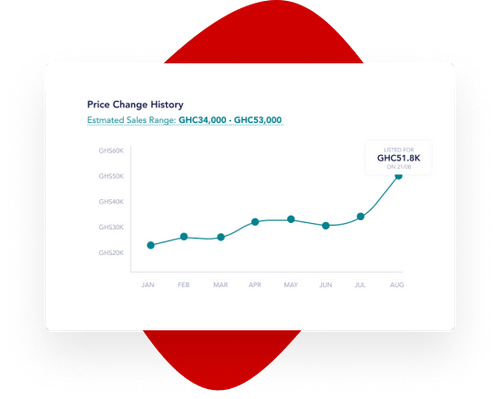 Price Change History
Estmated Sales Range: GHC34,000 - GHC53,000
LISTED FOR
GHC51.8K
ON 21/08
GHS60K
GHS50K
GHS40K
GHS30K
GHS20K
JAN FEB MAR APR MAY JUN JUL AUG